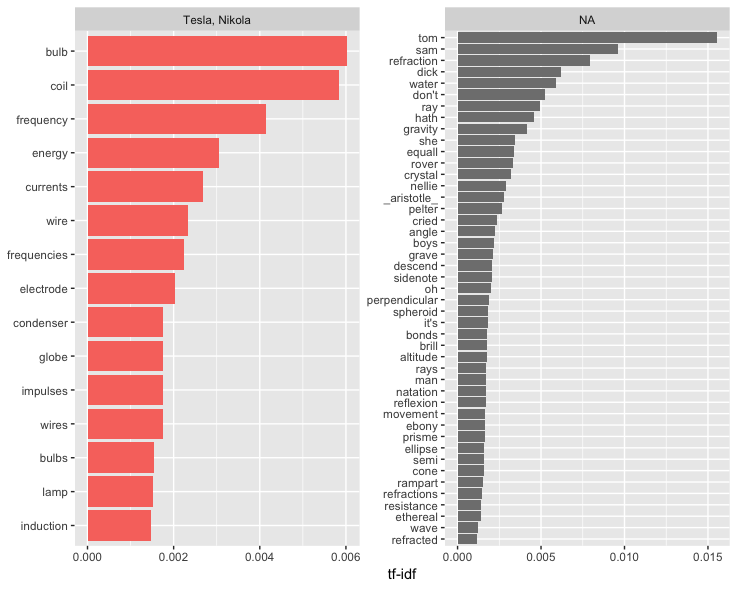 Tesla, Nikola
bulb
coil
frequency
energy
currents
wire
frequencies
electrode
condenser
globe
impulses
wires
bulbs
lamp
induction
0.000 0.002 0.004 0.006
NA
tom
sam
refraction
dick
water
don't
ray
hath
gravity
she
equall
rover
crystal
nellie
_aristotle_
pelter
cried
angle
boys
grave
descend
sidenote
oh
perpendicular
spheroid
it's
bonds
brill
altitude
rays
man
natation
reflexion
movement
ebony
prisme
ellipse
semi
cone
rampart
refractions
resistance
ethereal
wave
refracted
0.000 0.005 0.010 0.015
tf-idf